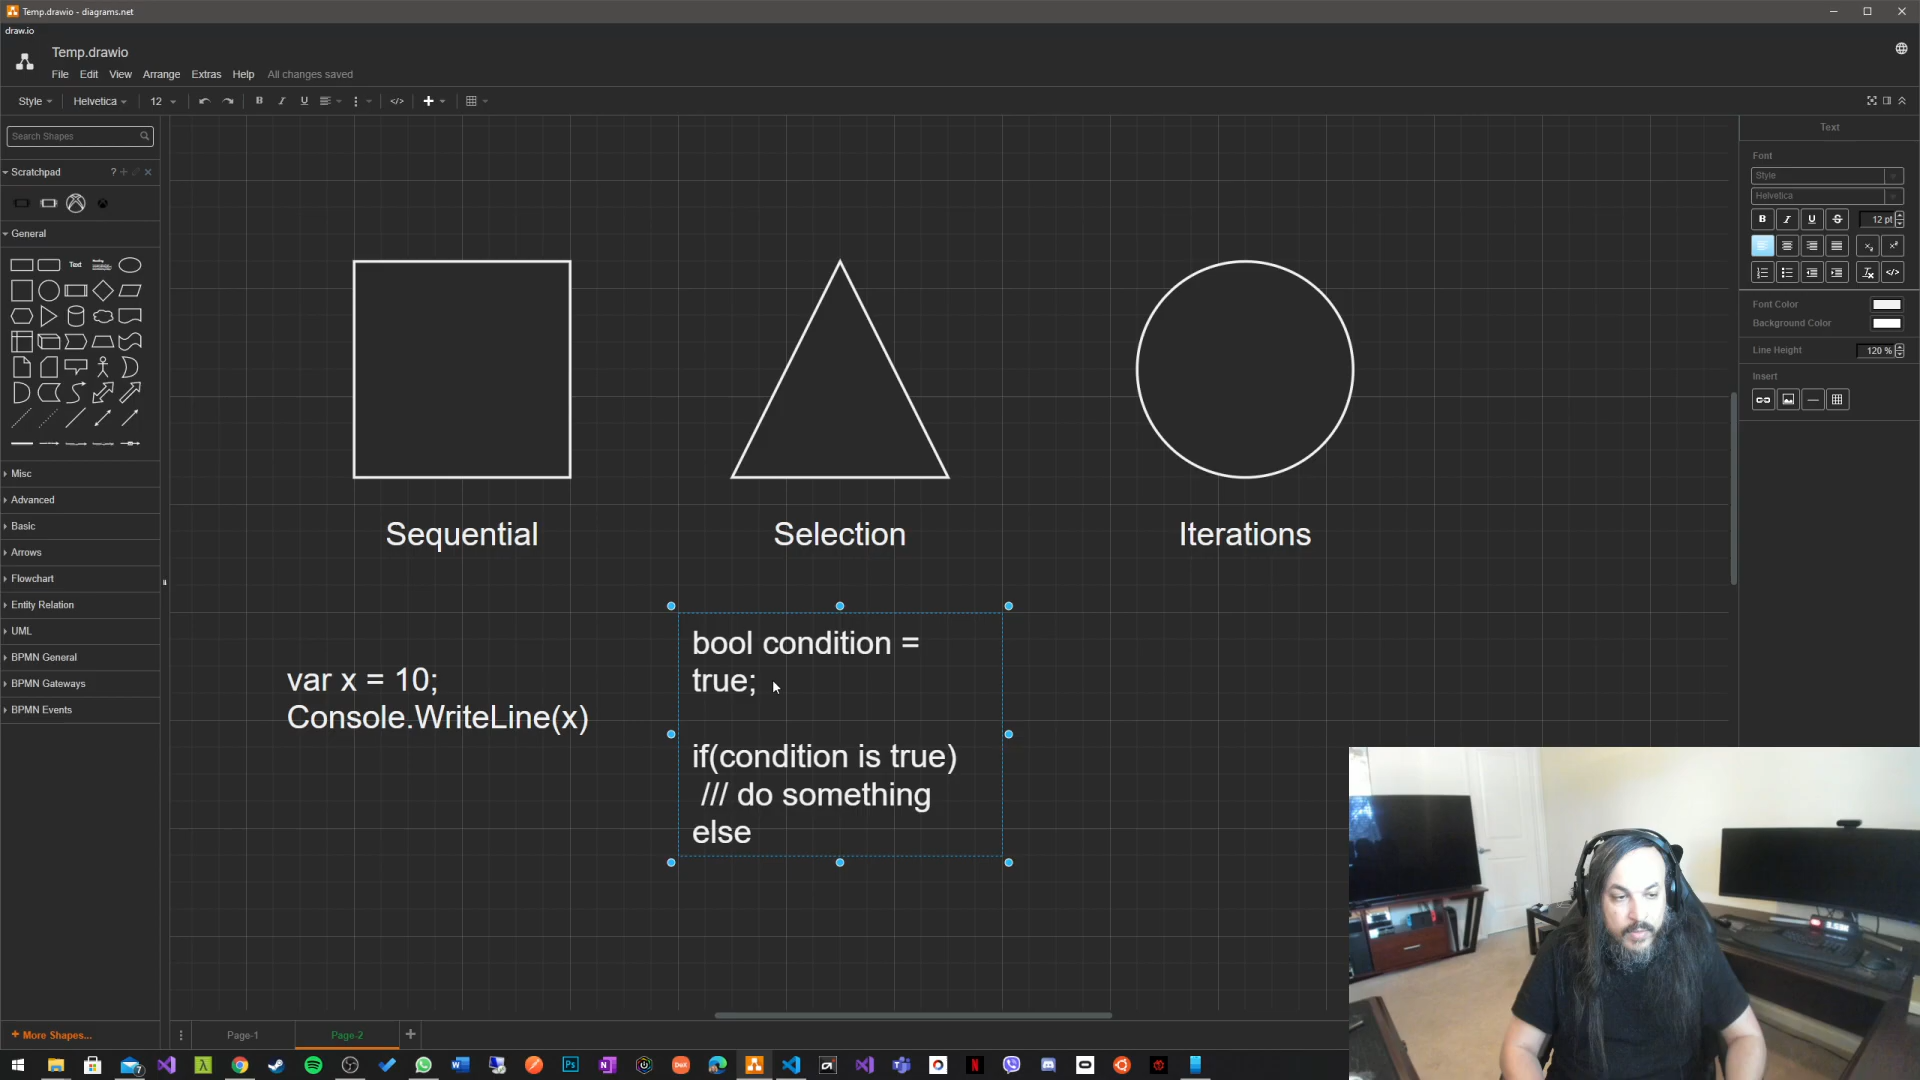 Temp.drawio - diagrams.net
draw.io
Temp.drawio
File Edit View Arrange Extras Help All changes saved
Style Helvetica 12
Search Shapes
Scratchpad
General
Text
Misc
Advanced
Basic
Arrows
Flowchart
Entity Relation
UML
BPMN General
BPMN Gateways
BPMN Events
+ More Shapes...
Sequential
Selection
Iterations
var x = 10;
Console.WriteLine(x)
bool condition =
true;
if(condition is true)
/// do something
else
Text
Font
Style
Helvetica
B I U S 12 pt
Font Color
Background Color
Line Height 120 %
Insert
Page-1 Page-2